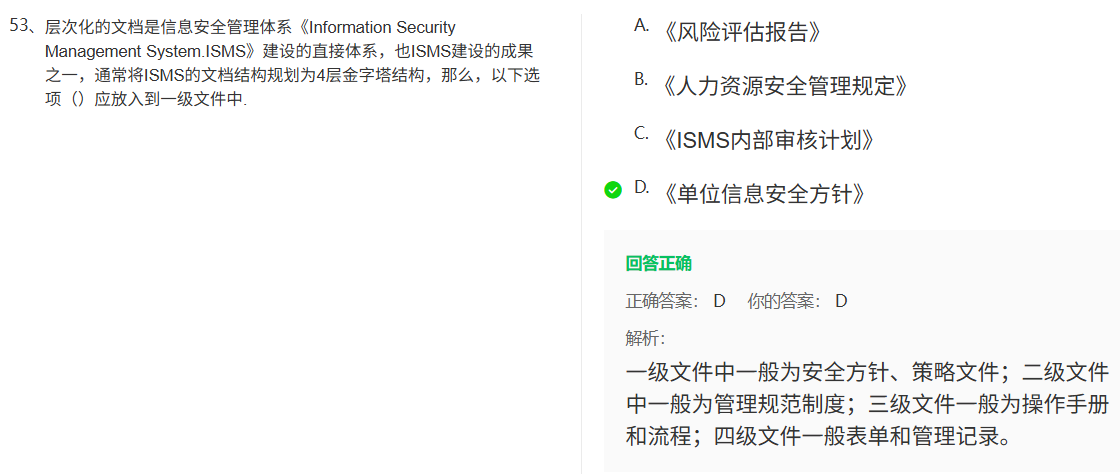 53、层次化的文档是信息安全管理体系《Information Security
Management System.ISMS》建设的直接体系，也ISMS建设的成果
之一，通常将ISMS的文档结构规划为4层金字塔结构，那么，以下选
项（）应放入到一级文件中.
A. 《风险评估报告》
B. 《人力资源安全管理规定》
C. 《ISMS内部审核计划》
D. 《单位信息安全方针》
回答正确
正确答案： D 你的答案： D
解析：
一级文件中一般为安全方针、策略文件；二级文件
中一般为管理规范制度；三级文件一般为操作手册
和流程；四级文件一般表单和管理记录。